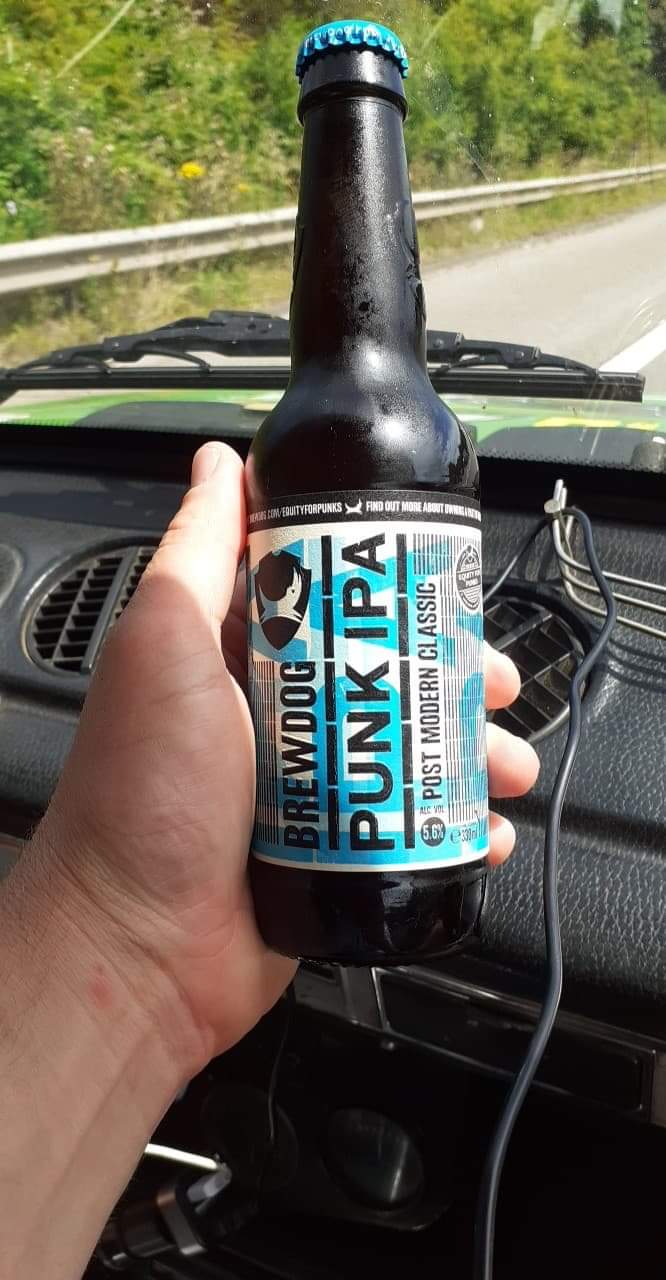 BREWDOG.COM/EQUITYFORPUNKS
FIND OUT MORE ABOUT OWNING A
BREWDOG
PUNK IPA
POST MODERN CLASSIC
EQUITY FOR PUNKS
ALC VOL
5.6%
℮330ml